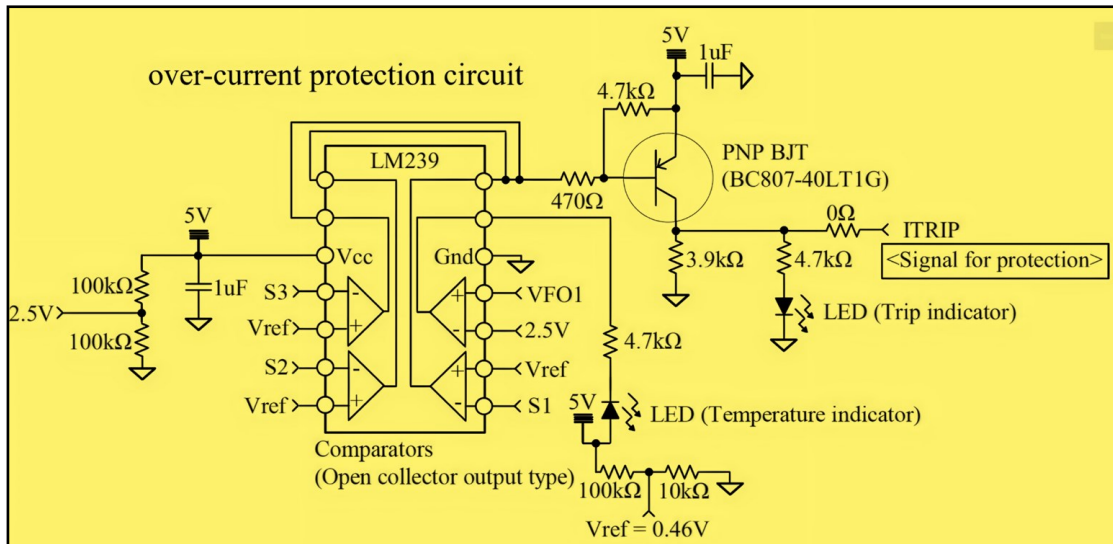 5V
1uF
over-current protection circuit
4.7kΩ
LM239
PNP BJT
(BC807-40LT1G)
470Ω
5V
0Ω
ITRIP
<Signal for protection>
Vcc
Gnd
3.9kΩ
4.7kΩ
100kΩ
1uF
S3
VFO1
2.5V
Vref
2.5V
LED (Trip indicator)
100kΩ
4.7kΩ
S2
Vref
Vref
S1
5V
LED (Temperature indicator)
Comparators
(Open collector output type)
100kΩ
10kΩ
Vref = 0.46V